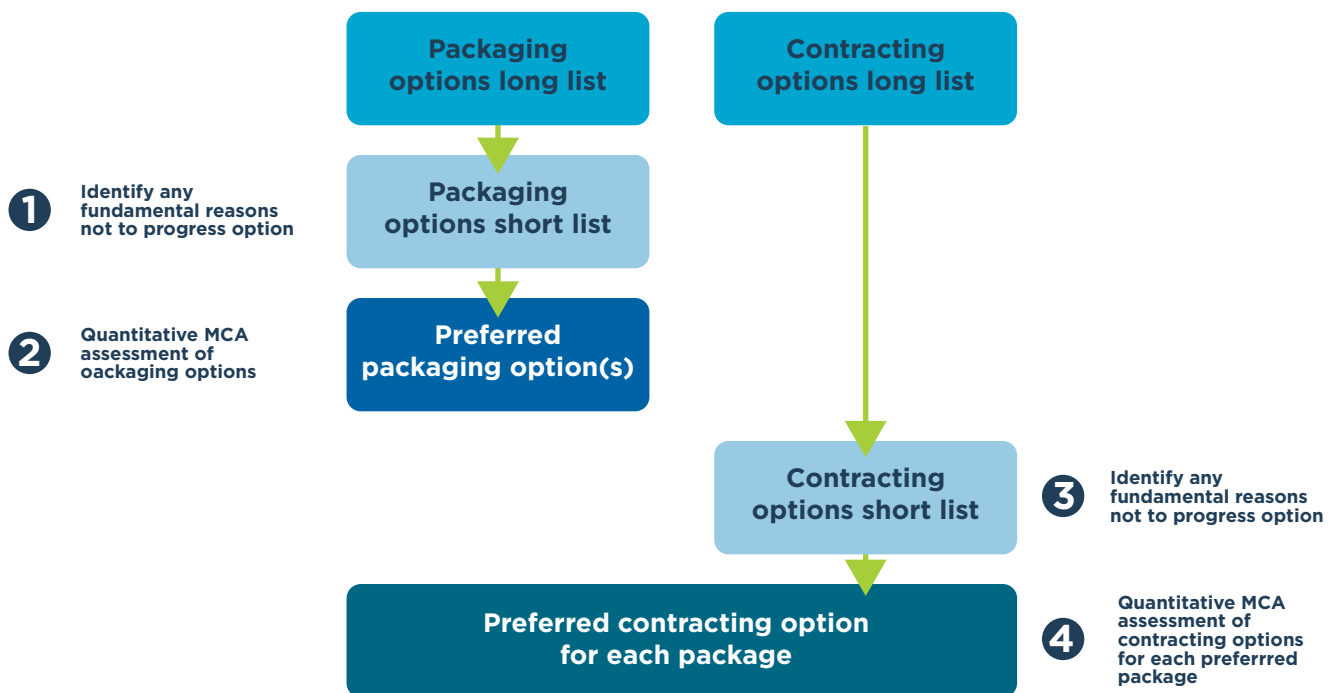 Packaging
options long list
Contracting
options long list
1
Identify any
fundamental reasons
not to progress option
Packaging
options short list
2
Quantitative MCA
assessment of
oackaging options
Preferred
packaging option(s)
Contracting
options short list
3
Identify any
fundamental reasons
not to progress option
Preferred contracting option
for each package
4
Quantitative MCA
assessment of
contracting options
for each preferrred
package